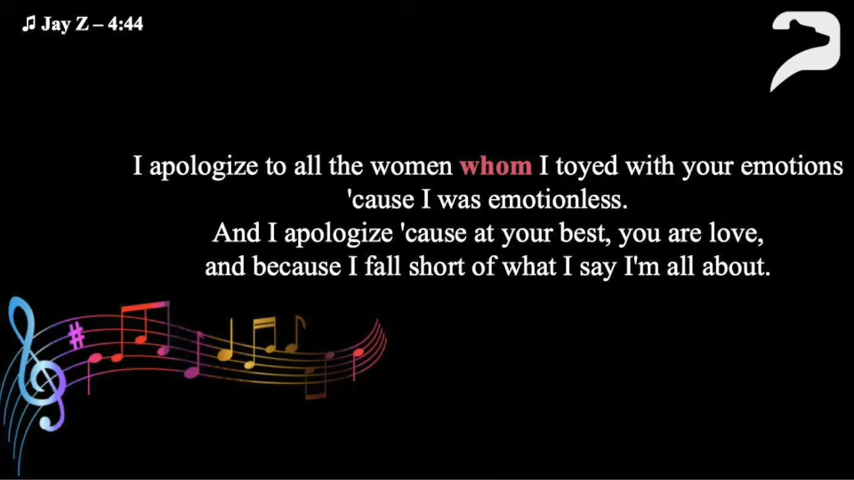 ♫ Jay Z – 4:44
I apologize to all the women whom I toyed with your emotions
'cause I was emotionless.
And I apologize 'cause at your best, you are love,
and because I fall short of what I say I'm all about.